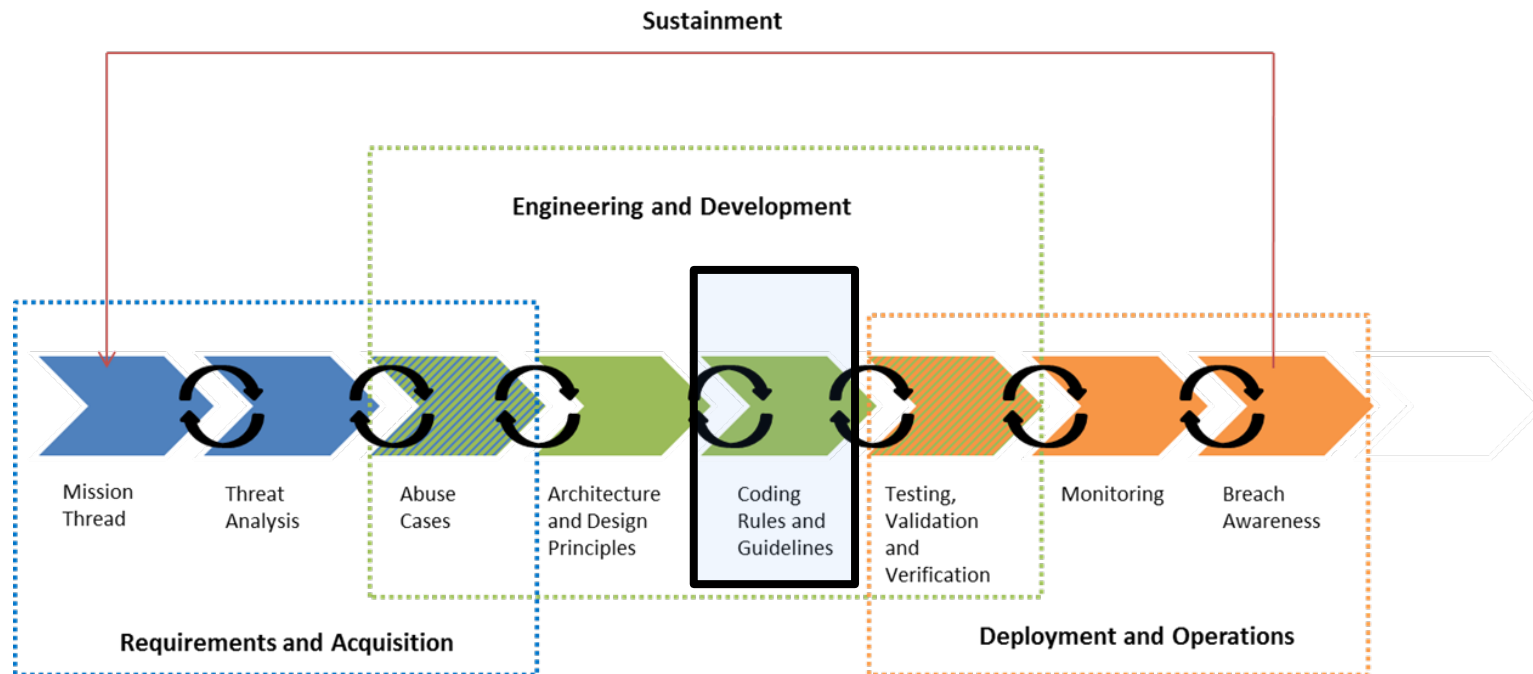 Sustainment
Engineering and Development
Mission
Thread
Threat
Analysis
Abuse
Cases
Architecture
and Design
Principles
Coding
Rules and
Guidelines
Testing,
Validation
and
Verification
Monitoring
Breach
Awareness
Requirements and Acquisition
Deployment and Operations